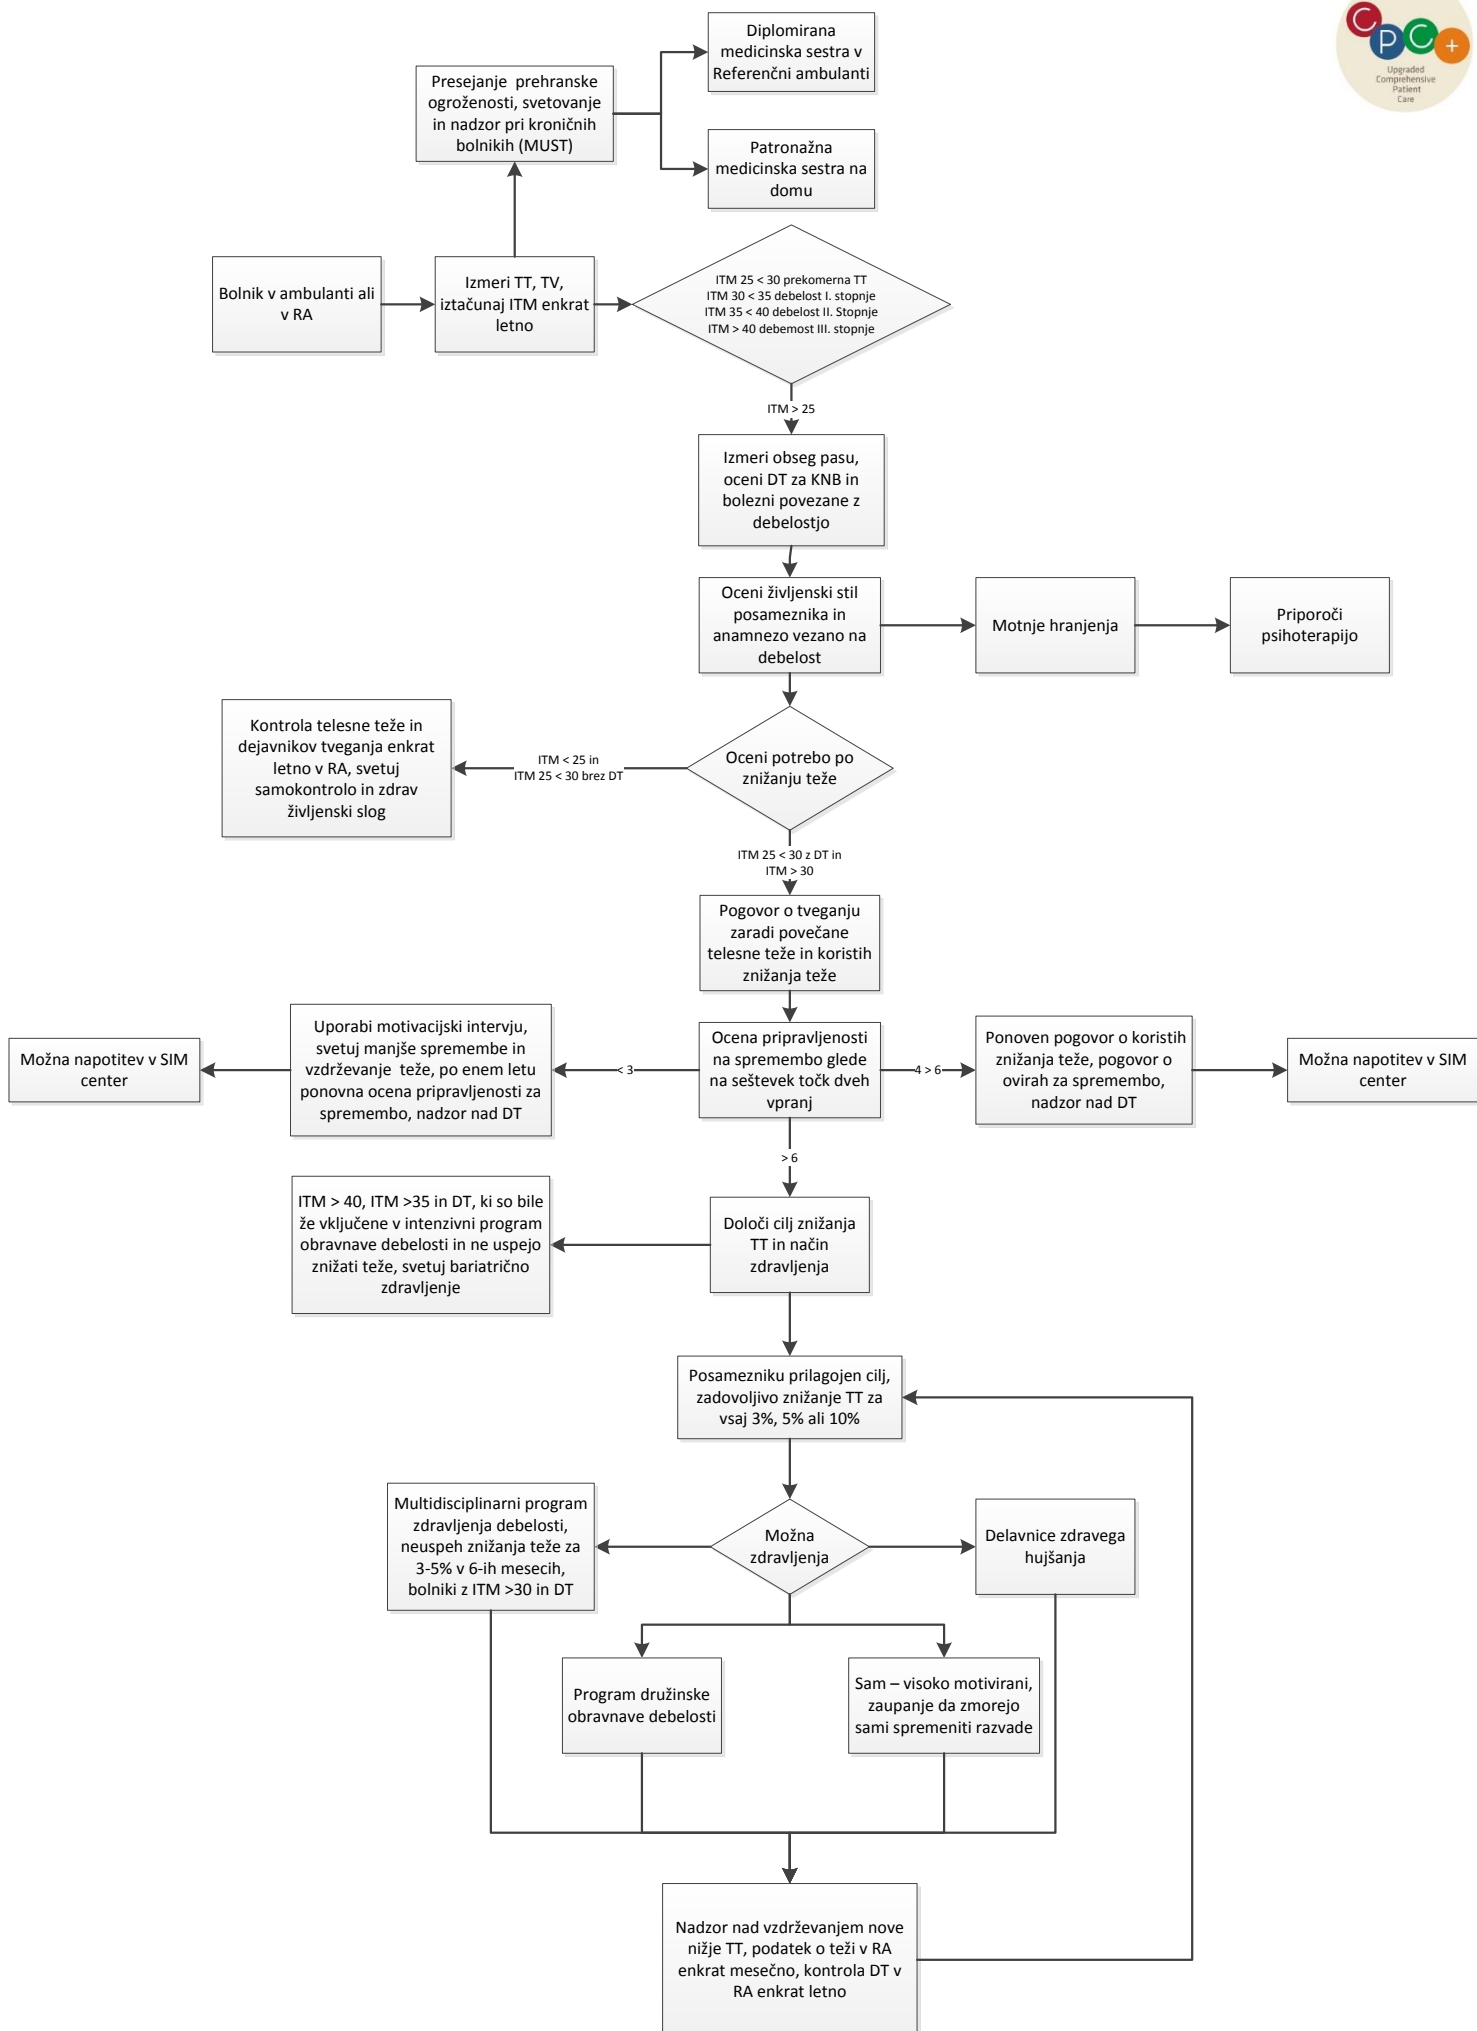 C
P
C
+
Upgraded
Comprehensive
Patient
Care
Diplomirana
medicinska sestra v
Referenčni ambulanti
Presejanje prehranske
ogroženosti, svetovanje
in nadzor pri kroničnih
bolnikih (MUST)
Patronažna
medicinska sestra na
domu
Bolnik v ambulanti ali
v RA
Izmeri TT, TV,
iztačunaj ITM enkrat
letno
ITM 25 < 30 prekomerna TT
ITM 30 < 35 debelost I. stopnje
ITM 35 < 40 debelost II. Stopnje
ITM > 40 debemost III. stopnje
ITM > 25
Izmeri obseg pasu,
oceni DT za KNB in
bolezni povezane z
debelostjo
Oceni življenski stil
posameznika in
anamnezo vezano na
debelost
Motnje hranjenja
Priporoči
psihoterapijo
Kontrola telesne teže in
dejavnikov tveganja enkrat
letno v RA, svetuj
samokontrolo in zdrav
življenski slog
ITM < 25 in
ITM 25 < 30 brez DT
Oceni potrebo po
znižanju teže
ITM 25 < 30 z DT in
ITM > 30
Pogovor o tveganju
zaradi povečane
telesne teže in koristih
znižanja teže
Možna napotitev v SIM
center
Uporabi motivacijski intervju,
svetuj manjše spremembe in
vzdrževanje teže, po enem letu
ponovna ocena pripravljenosti za
spremembo, nadzor nad DT
< 3
Ocena pripravljenosti
na spremembo glede
na seštevek točk dveh
vpranj
4 > 6
Ponoven pogovor o koristih
znižanja teže, pogovor o
ovirah za spremembo,
nadzor nad DT
Možna napotitev v SIM
center
> 6
ITM > 40, ITM >35 in DT, ki so bile
že vključene v intenzivni program
obravnave debelosti in ne uspejo
znižati teže, svetuj bariatrično
zdravljenje
Določi cilj znižanja
TT in način
zdravljenja
Posamezniku prilagojen cilj,
zadovoljivo znižanje TT za
vsaj 3%, 5% ali 10%
Multidisciplinarni program
zdravljenja debelosti,
neuspeh znižanja teže za
3-5% v 6-ih mesecih,
bolniki z ITM >30 in DT
Možna
zdravljenja
Delavnice zdravega
hujšanja
Program družinske
obravnave debelosti
Sam – visoko motivirani,
zaupanje da zmorejo
sami spremeniti razvade
Nadzor nad vzdrževanjem nove
nižje TT, podatek o teži v RA
enkrat mesečno, kontrola DT v
RA enkrat letno